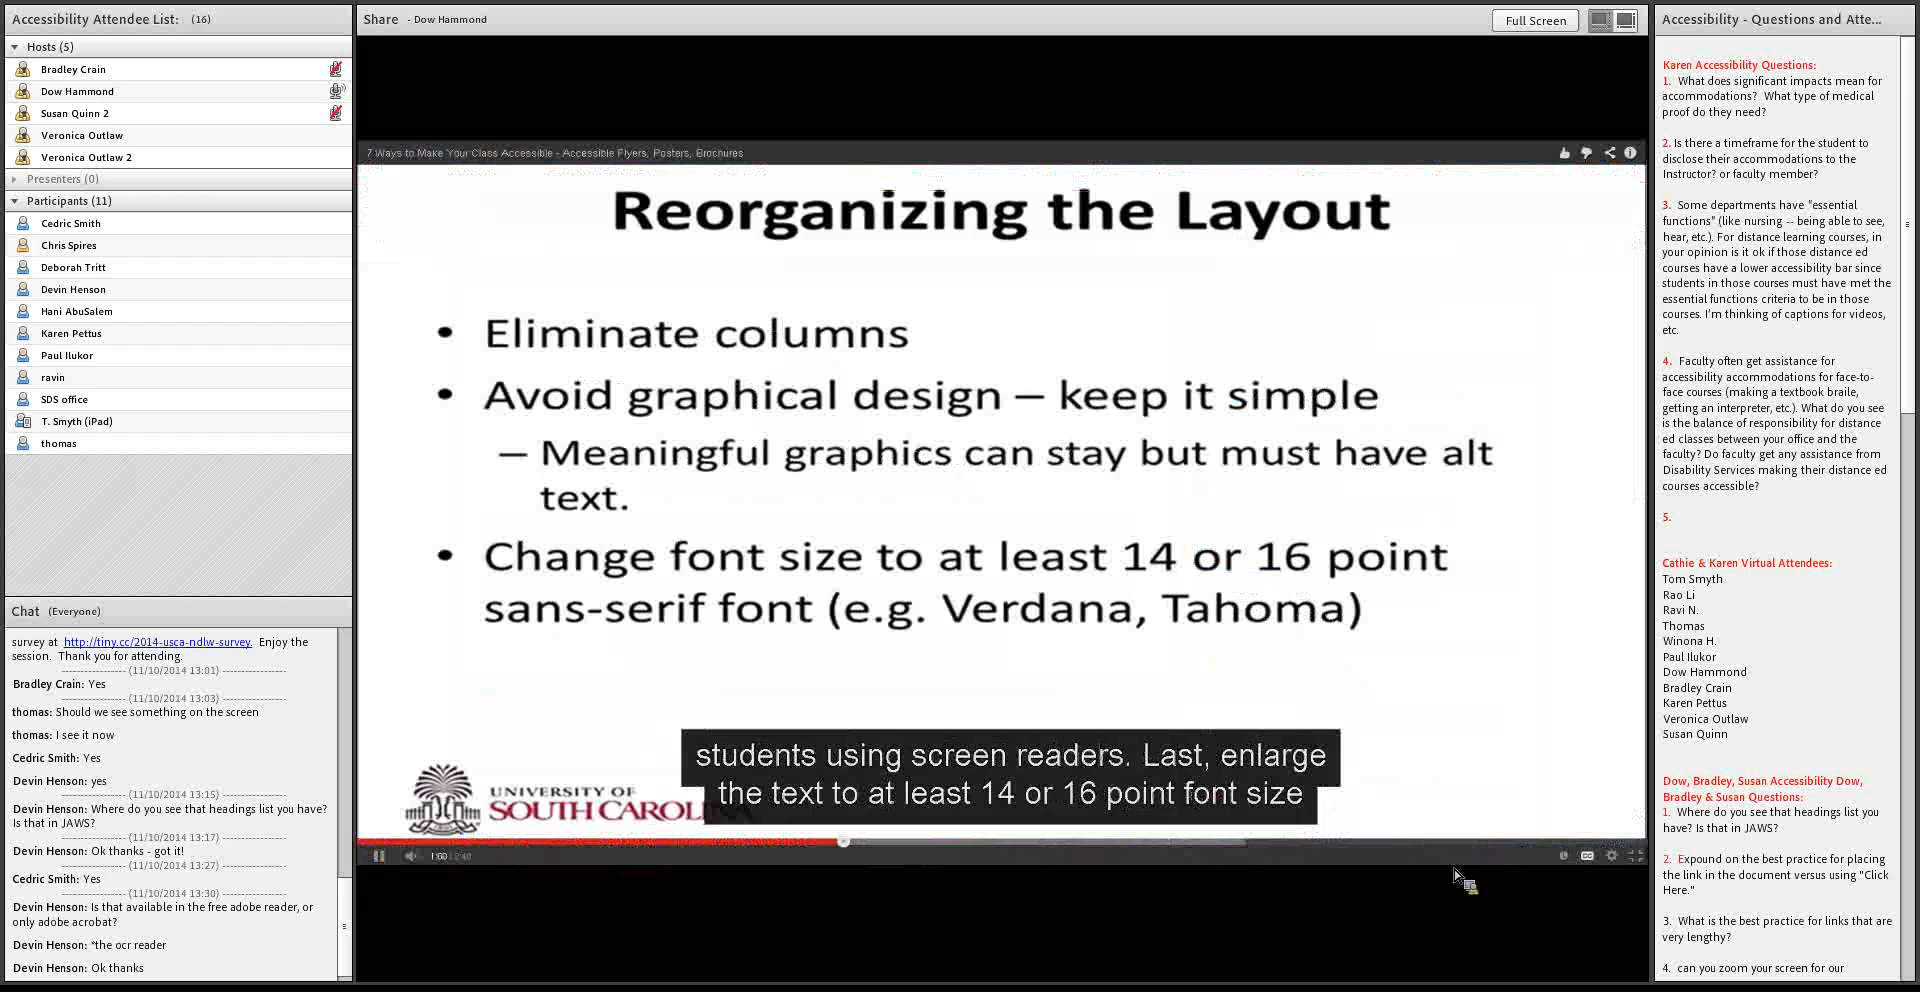 Accessibility Attendee List: (16)
Hosts (5)
Bradley Crain
Dow Hammond
Susan Quinn 2
Veronica Outlaw
Veronica Outlaw 2
Presenters (0)
Participants (11)
Cedric Smith
Chris Spires
Deborah Tritt
Devin Henson
Hani AbuSalem
Karen Pettus
Paul Ilukor
ravin
SDS office
T. Smyth (iPad)
thomas
Chat (Everyone)
survey at http://tiny.cc/2014-usca-ndlw-survey. Enjoy the
session. Thank you for attending.
------------------ (11/10/2014 13:01) ------------------
Bradley Crain: Yes
------------------ (11/10/2014 13:03) ------------------
thomas: Should we see something on the screen
thomas: I see it now
Cedric Smith: Yes
Devin Henson: yes
------------------ (11/10/2014 13:15) ------------------
Devin Henson: Where do you see that headings list you have?
Is that in JAWS?
------------------ (11/10/2014 13:17) ------------------
Devin Henson: Ok thanks - got it!
------------------ (11/10/2014 13:27) ------------------
Cedric Smith: Yes
------------------ (11/10/2014 13:30) ------------------
Devin Henson: Is that available in the free adobe reader, or
only adobe acrobat?
Devin Henson: *the ocr reader
Devin Henson: Ok thanks
Share - Dow Hammond
Full Screen
7 Ways to Make Your Class Accessible - Accessible Flyers, Posters, Brochures
Reorganizing the Layout
• Eliminate columns
• Avoid graphical design – keep it simple
– Meaningful graphics can stay but must have alt
text.
• Change font size to at least 14 or 16 point
sans-serif font (e.g. Verdana, Tahoma)
students using screen readers. Last, enlarge
the text to at least 14 or 16 point font size
UNIVERSITY OF
SOUTH CAROLINA
1:00 / 2:40
CC
Accessibility - Questions and Atte...
Karen Accessibility Questions:
1. What does significant impacts mean for
accommodations? What type of medical
proof do they need?
2. Is there a timeframe for the student to
disclose their accommodations to the
Instructor? or faculty member?
3. Some departments have "essential
functions" (like nursing -- being able to see,
hear, etc.). For distance learning courses, in
your opinion is it ok if those distance ed
courses have a lower accessibility bar since
students in those courses must have met the
essential functions criteria to be in those
courses. I'm thinking of captions for videos,
etc.
4. Faculty often get assistance for
accessibility accommodations for face-to-
face courses (making a textbook braile,
getting an interpreter, etc.). What do you see
is the balance of responsibility for distance
ed classes between your office and the
faculty? Do faculty get any assistance from
Disability Services making their distance ed
courses accessible?
5.
Cathie & Karen Virtual Attendees:
Tom Smyth
Rao Li
Ravi N.
Thomas
Winona H.
Paul Ilukor
Dow Hammond
Bradley Crain
Karen Pettus
Veronica Outlaw
Susan Quinn
Dow, Bradley, Susan Accessibility Dow,
Bradley & Susan Questions:
1. Where do you see that headings list you
have? Is that in JAWS?
2. Expound on the best practice for placing
the link in the document versus using "Click
Here."
3. What is the best practice for links that are
very lengthy?
4. can you zoom your screen for our